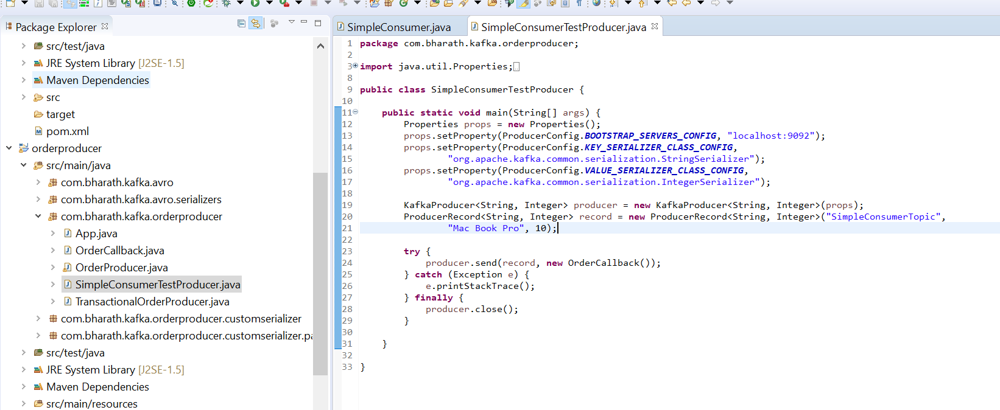 Package Explorer
src/test/java
JRE System Library [J2SE-1.5]
Maven Dependencies
src
target
pom.xml
orderproducer
src/main/java
com.bharath.kafka.avro
com.bharath.kafka.avro.serializers
com.bharath.kafka.orderproducer
App.java
OrderCallback.java
OrderProducer.java
SimpleConsumerTestProducer.java
TransactionalOrderProducer.java
com.bharath.kafka.orderproducer.customserializer
com.bharath.kafka.orderproducer.customserializer.pa
src/test/java
JRE System Library [J2SE-1.5]
Maven Dependencies
src/main/resources
SimpleConsumer.java
SimpleConsumerTestProducer.java
1 package com.bharath.kafka.orderproducer;
2
3 import java.util.Properties;
8
9 public class SimpleConsumerTestProducer {
10
11 public static void main(String[] args) {
12 Properties props = new Properties();
13 props.setProperty(ProducerConfig.BOOTSTRAP_SERVERS_CONFIG, "localhost:9092");
14 props.setProperty(ProducerConfig.KEY_SERIALIZER_CLASS_CONFIG,
15 "org.apache.kafka.common.serialization.StringSerializer");
16 props.setProperty(ProducerConfig.VALUE_SERIALIZER_CLASS_CONFIG,
17 "org.apache.kafka.common.serialization.IntegerSerializer");
18
19 KafkaProducer<String, Integer> producer = new KafkaProducer<String, Integer>(props);
20 ProducerRecord<String, Integer> record = new ProducerRecord<String, Integer>("SimpleConsumerTopic",
21 "Mac Book Pro", 10);
22
23 try {
24 producer.send(record, new OrderCallback());
25 } catch (Exception e) {
26 e.printStackTrace();
27 } finally {
28 producer.close();
29 }
30
31 }
32
33 }